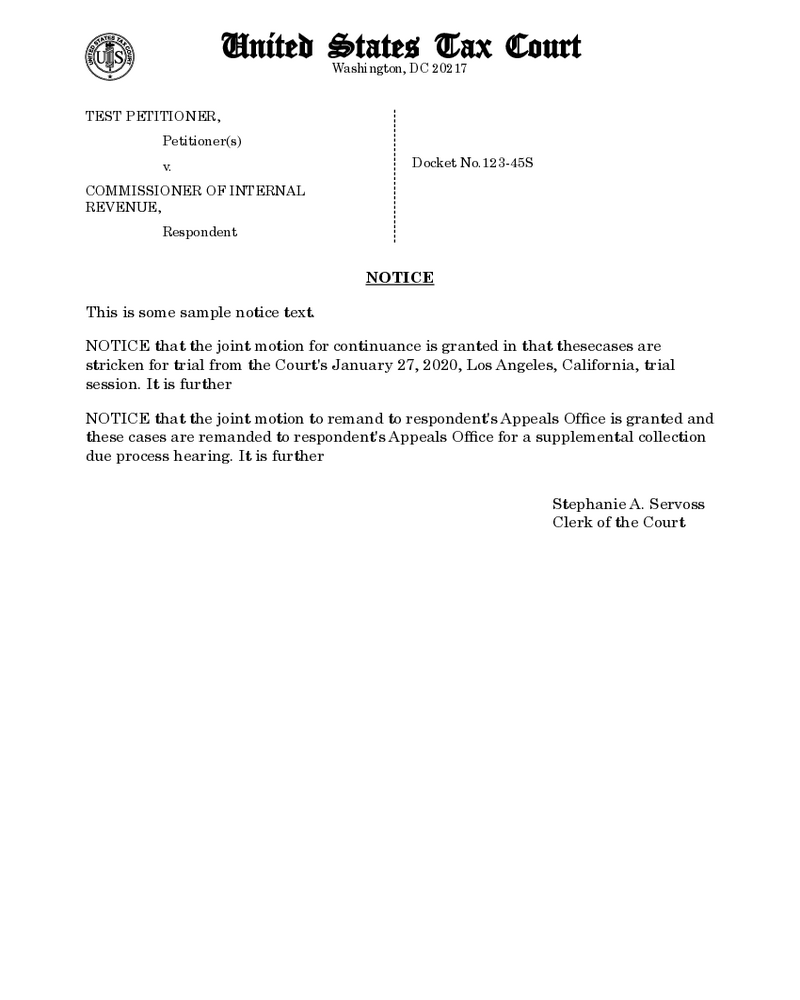 UNITED STATES TAX COURT
US
United States Tax Court
Washington, DC 20217
TEST PETITIONER,
Petitioner(s)
v.
Docket No.123-45S
COMMISSIONER OF INTERNAL
REVENUE,
Respondent
NOTICE
This is some sample notice text.
NOTICE that the joint motion for continuance is granted in that thesecases are
stricken for trial from the Court's January 27, 2020, Los Angeles, California, trial
session. It is further
NOTICE that the joint motion to remand to respondent's Appeals Office is granted and
these cases are remanded to respondent's Appeals Office for a supplemental collection
due process hearing. It is further
Stephanie A. Servoss
Clerk of the Court